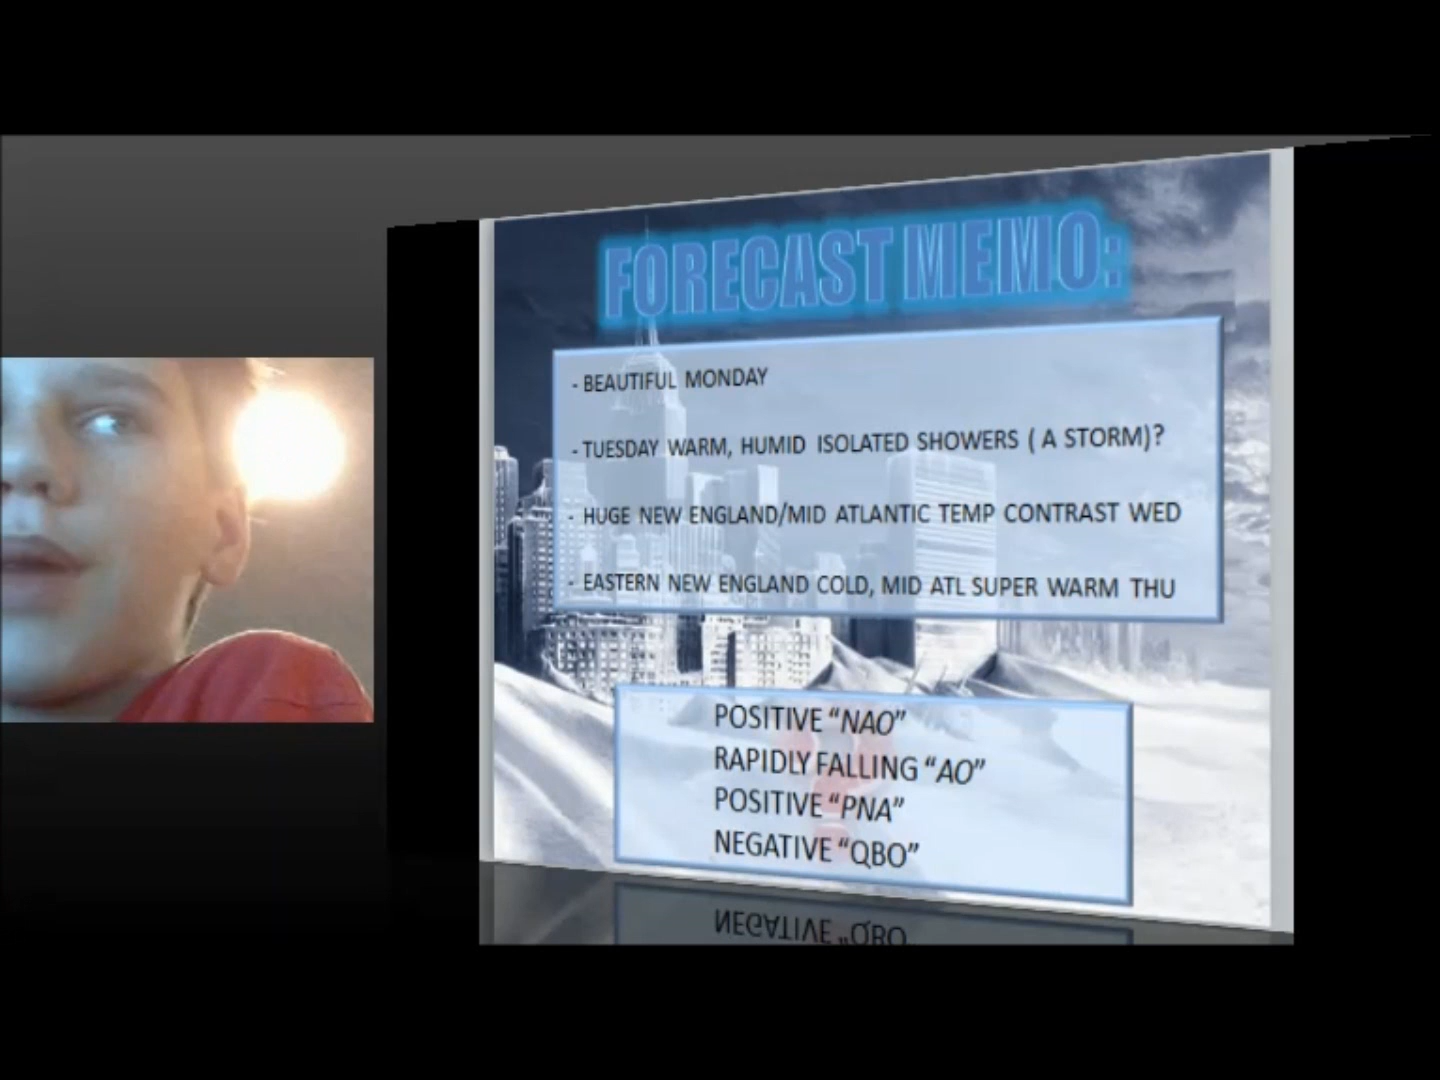 FORECAST MEMO:
- BEAUTIFUL MONDAY
- TUESDAY WARM, HUMID ISOLATED SHOWERS ( A STORM)?
- HUGE NEW ENGLAND/MID ATLANTIC TEMP CONTRAST WED
- EASTERN NEW ENGLAND COLD, MID ATL SUPER WARM THU
POSITIVE “NAO”
RAPIDLY FALLING “AO”
POSITIVE “PNA”
NEGATIVE “QBO”
NEGATIVE “QBO